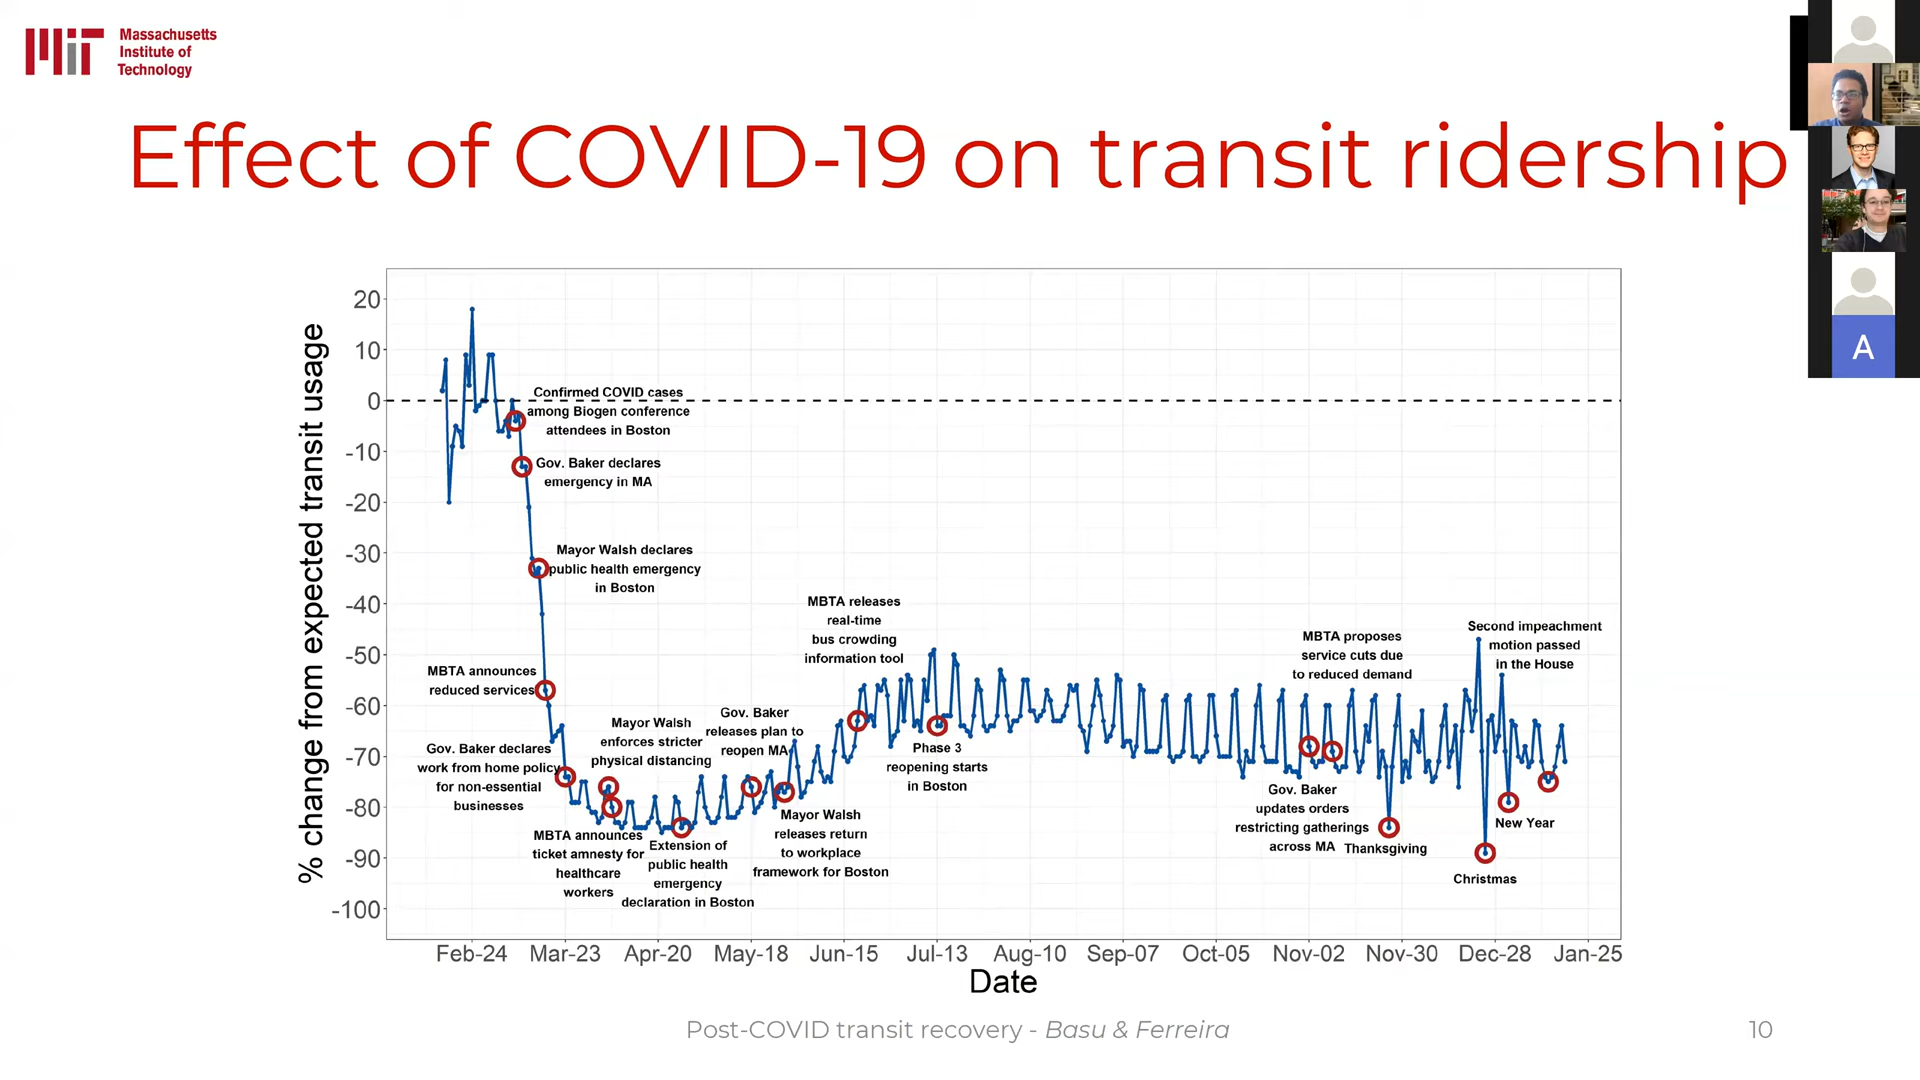 Massachusetts
Institute of
Technology
Effect of COVID-19 on transit ridership
% change from expected transit usage
20
10
0
-10
-20
-30
-40
-50
-60
-70
-80
-90
-100
Confirmed COVID cases
among Biogen conference
attendees in Boston
Gov. Baker declares
emergency in MA
Mayor Walsh declares
public health emergency
in Boston
MBTA announces
reduced services
Gov. Baker declares
work from home policy
for non-essential
businesses
Mayor Walsh
enforces stricter
physical distancing
MBTA announces
ticket amnesty for
healthcare
workers
Extension of
public health
emergency
declaration in Boston
Gov. Baker
releases plan to
reopen MA
Mayor Walsh
releases return
to workplace
framework for Boston
MBTA releases
real-time
bus crowding
information tool
Phase 3
reopening starts
in Boston
MBTA proposes
service cuts due
to reduced demand
Gov. Baker
updates orders
restricting gatherings
across MA
Thanksgiving
Second impeachment
motion passed
in the House
New Year
Christmas
Feb-24
Mar-23
Apr-20
May-18
Jun-15
Jul-13
Aug-10
Sep-07
Oct-05
Nov-02
Nov-30
Dec-28
Jan-25
Date
Post-COVID transit recovery - Basu & Ferreira
10
A